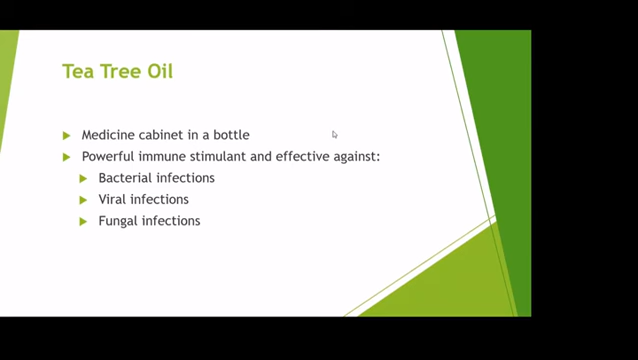 Tea Tree Oil
Medicine cabinet in a bottle
Powerful immune stimulant and effective against:
Bacterial infections
Viral infections
Fungal infections